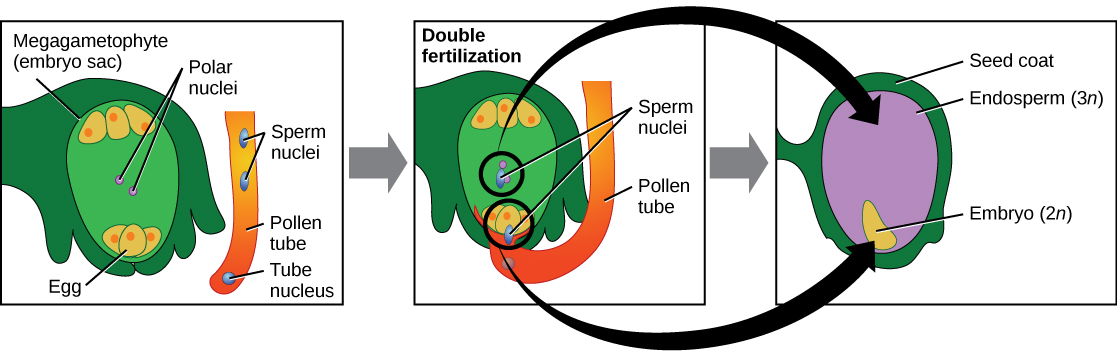 Megagametophyte
(embryo sac)
Polar
nuclei
Sperm
nuclei
Pollen
tube
Tube
nucleus
Egg
Double
fertilization
Sperm
nuclei
Pollen
tube
Seed coat
Endosperm (3n)
Embryo (2n)